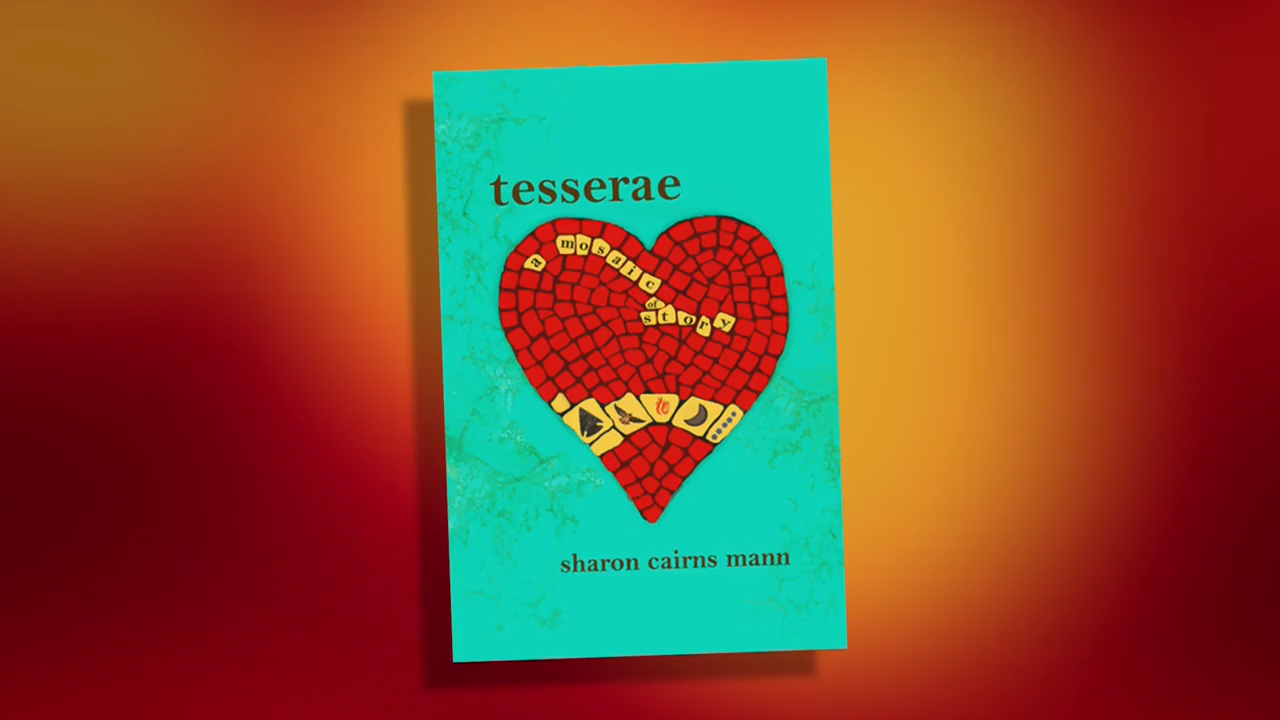 tesserae
a mosaic
of
story
sharon cairns mann